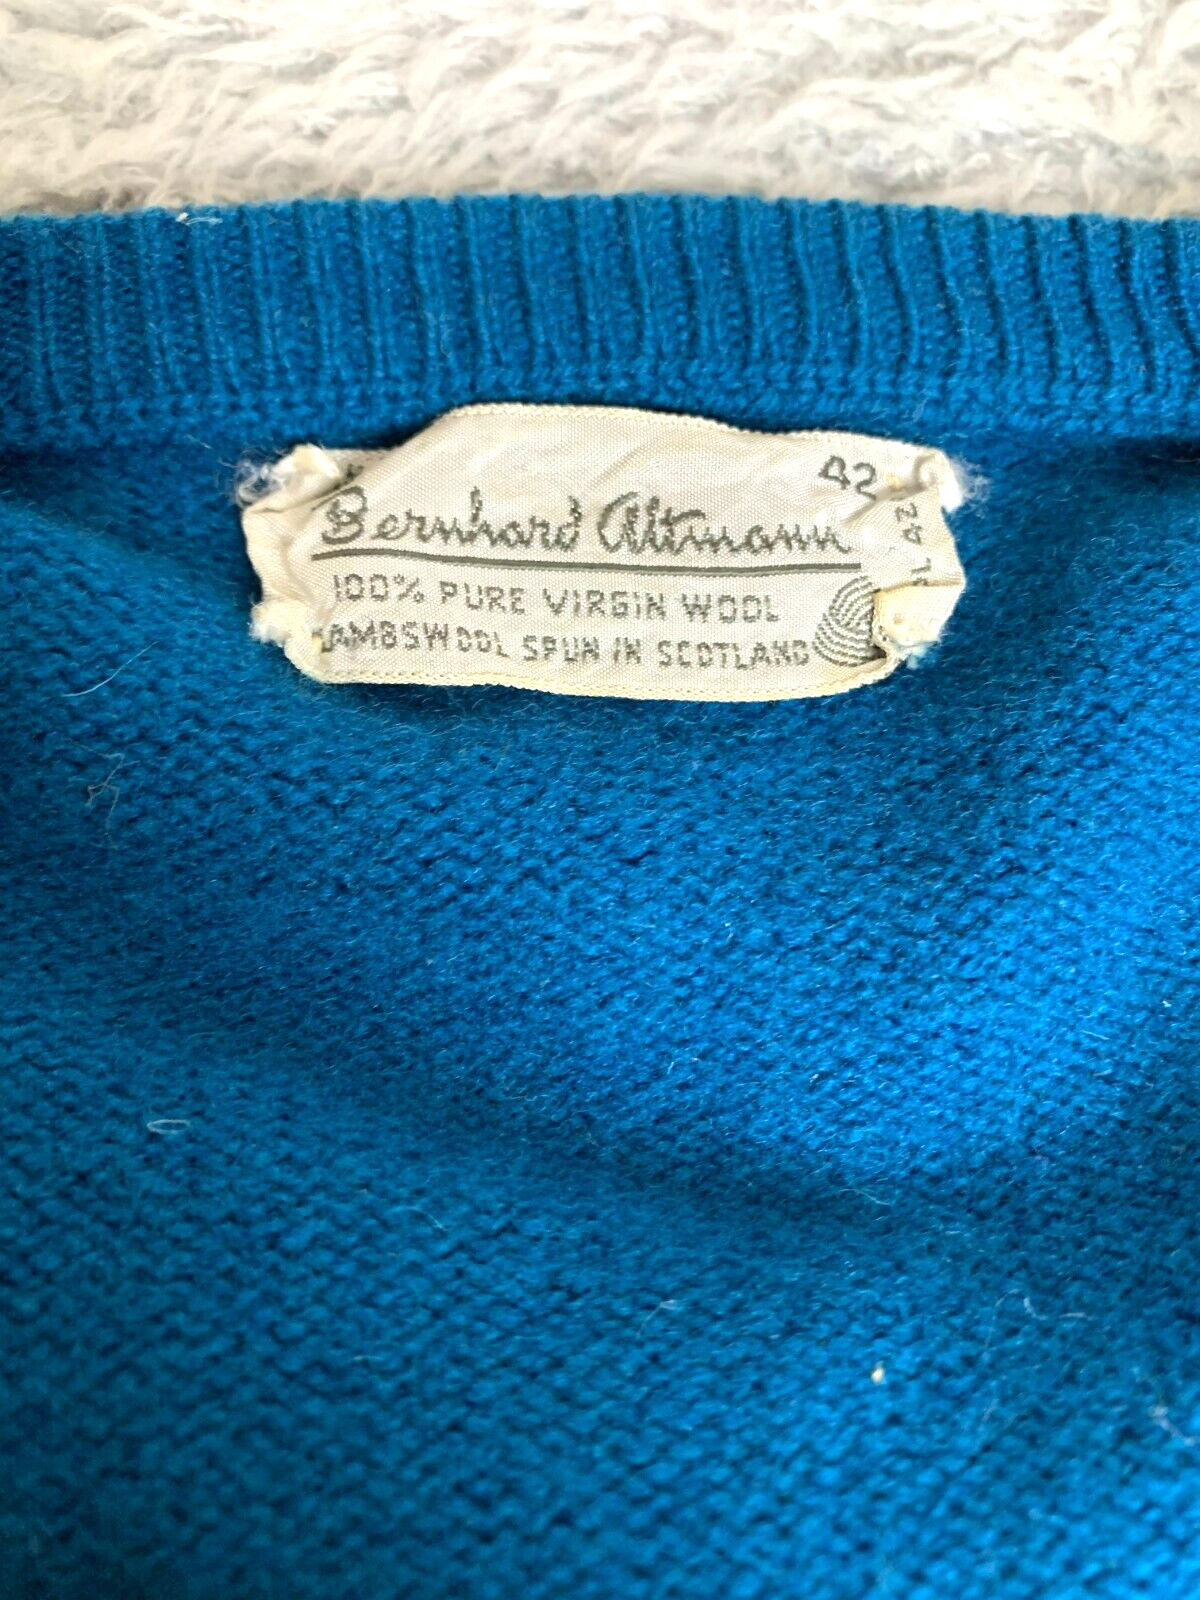 42
Bernhard Altmann
100% PURE VIRGIN WOOL
LAMBSWOOL SPUN IN SCOTLAND
42